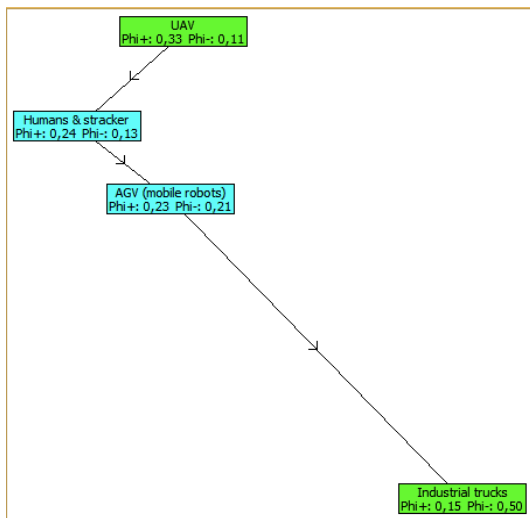 UAV
Phi+: 0,33 Phi-: 0,11
Humans & stracker
Phi+: 0,24 Phi-: 0,13
AGV (mobile robots)
Phi+: 0,23 Phi-: 0,21
Industrial trucks
Phi+: 0,15 Phi-: 0,50